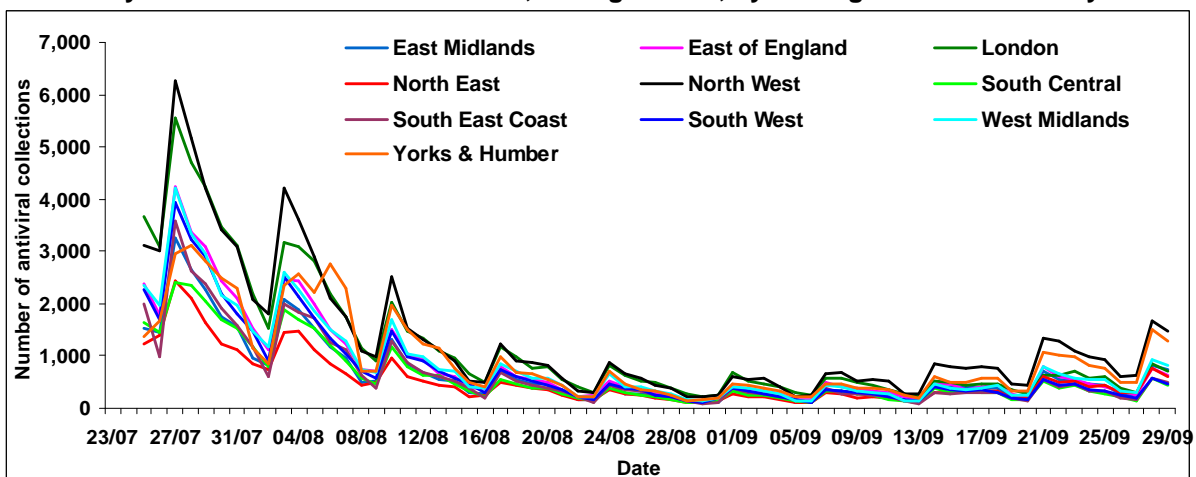 7,000
6,000
5,000
4,000
3,000
2,000
1,000
0
Number of antiviral collections
East Midlands East of England London
North East North West South Central
South East Coast South West West Midlands
Yorks & Humber
23/07 27/07 31/07 04/08 08/08 12/08 16/08 20/08 24/08 28/08 01/09 05/09 09/09 13/09 17/09 21/09 25/09 29/09
Date